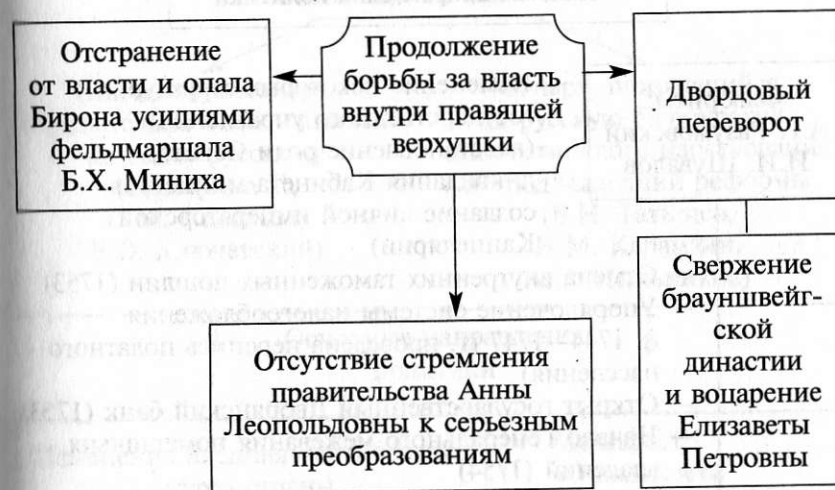 Отстранение
от власти и опала
Бирона усилиями
фельдмаршала
Б.Х. Миниха
Продолжение
борьбы за власть
внутри правящей
верхушки
Дворцовый
переворот
Отсутствие стремления
правительства Анны
Леопольдовны к серьезным
преобразованиям
Свержение
брауншвейг-
ской
династии
и воцарение
Елизаветы
Петровны